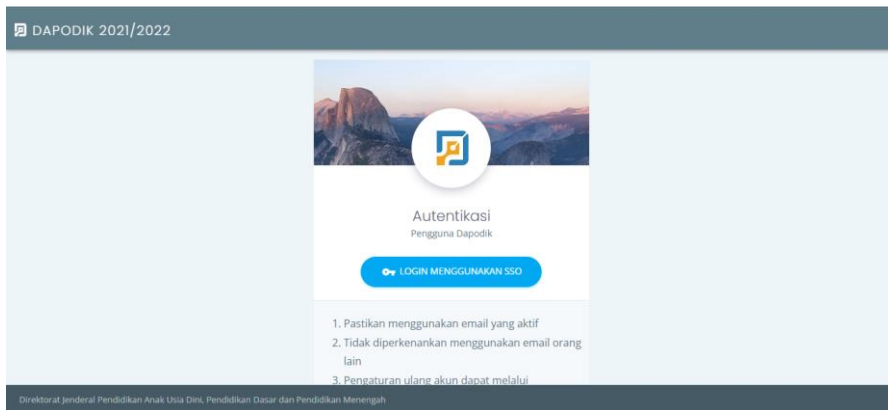 DAPODIK 2021/2022
Autentikasi
Pengguna Dapodik
LOGIN MENGGUNAKAN SSO
1. Pastikan menggunakan email yang aktif
2. Tidak diperkenankan menggunakan email orang
lain
3. Pengaturan ulang akun dapat melalui
Direktorat Jenderal Pendidikan Anak Usia Dini, Pendidikan Dasar dan Pendidikan Menengah